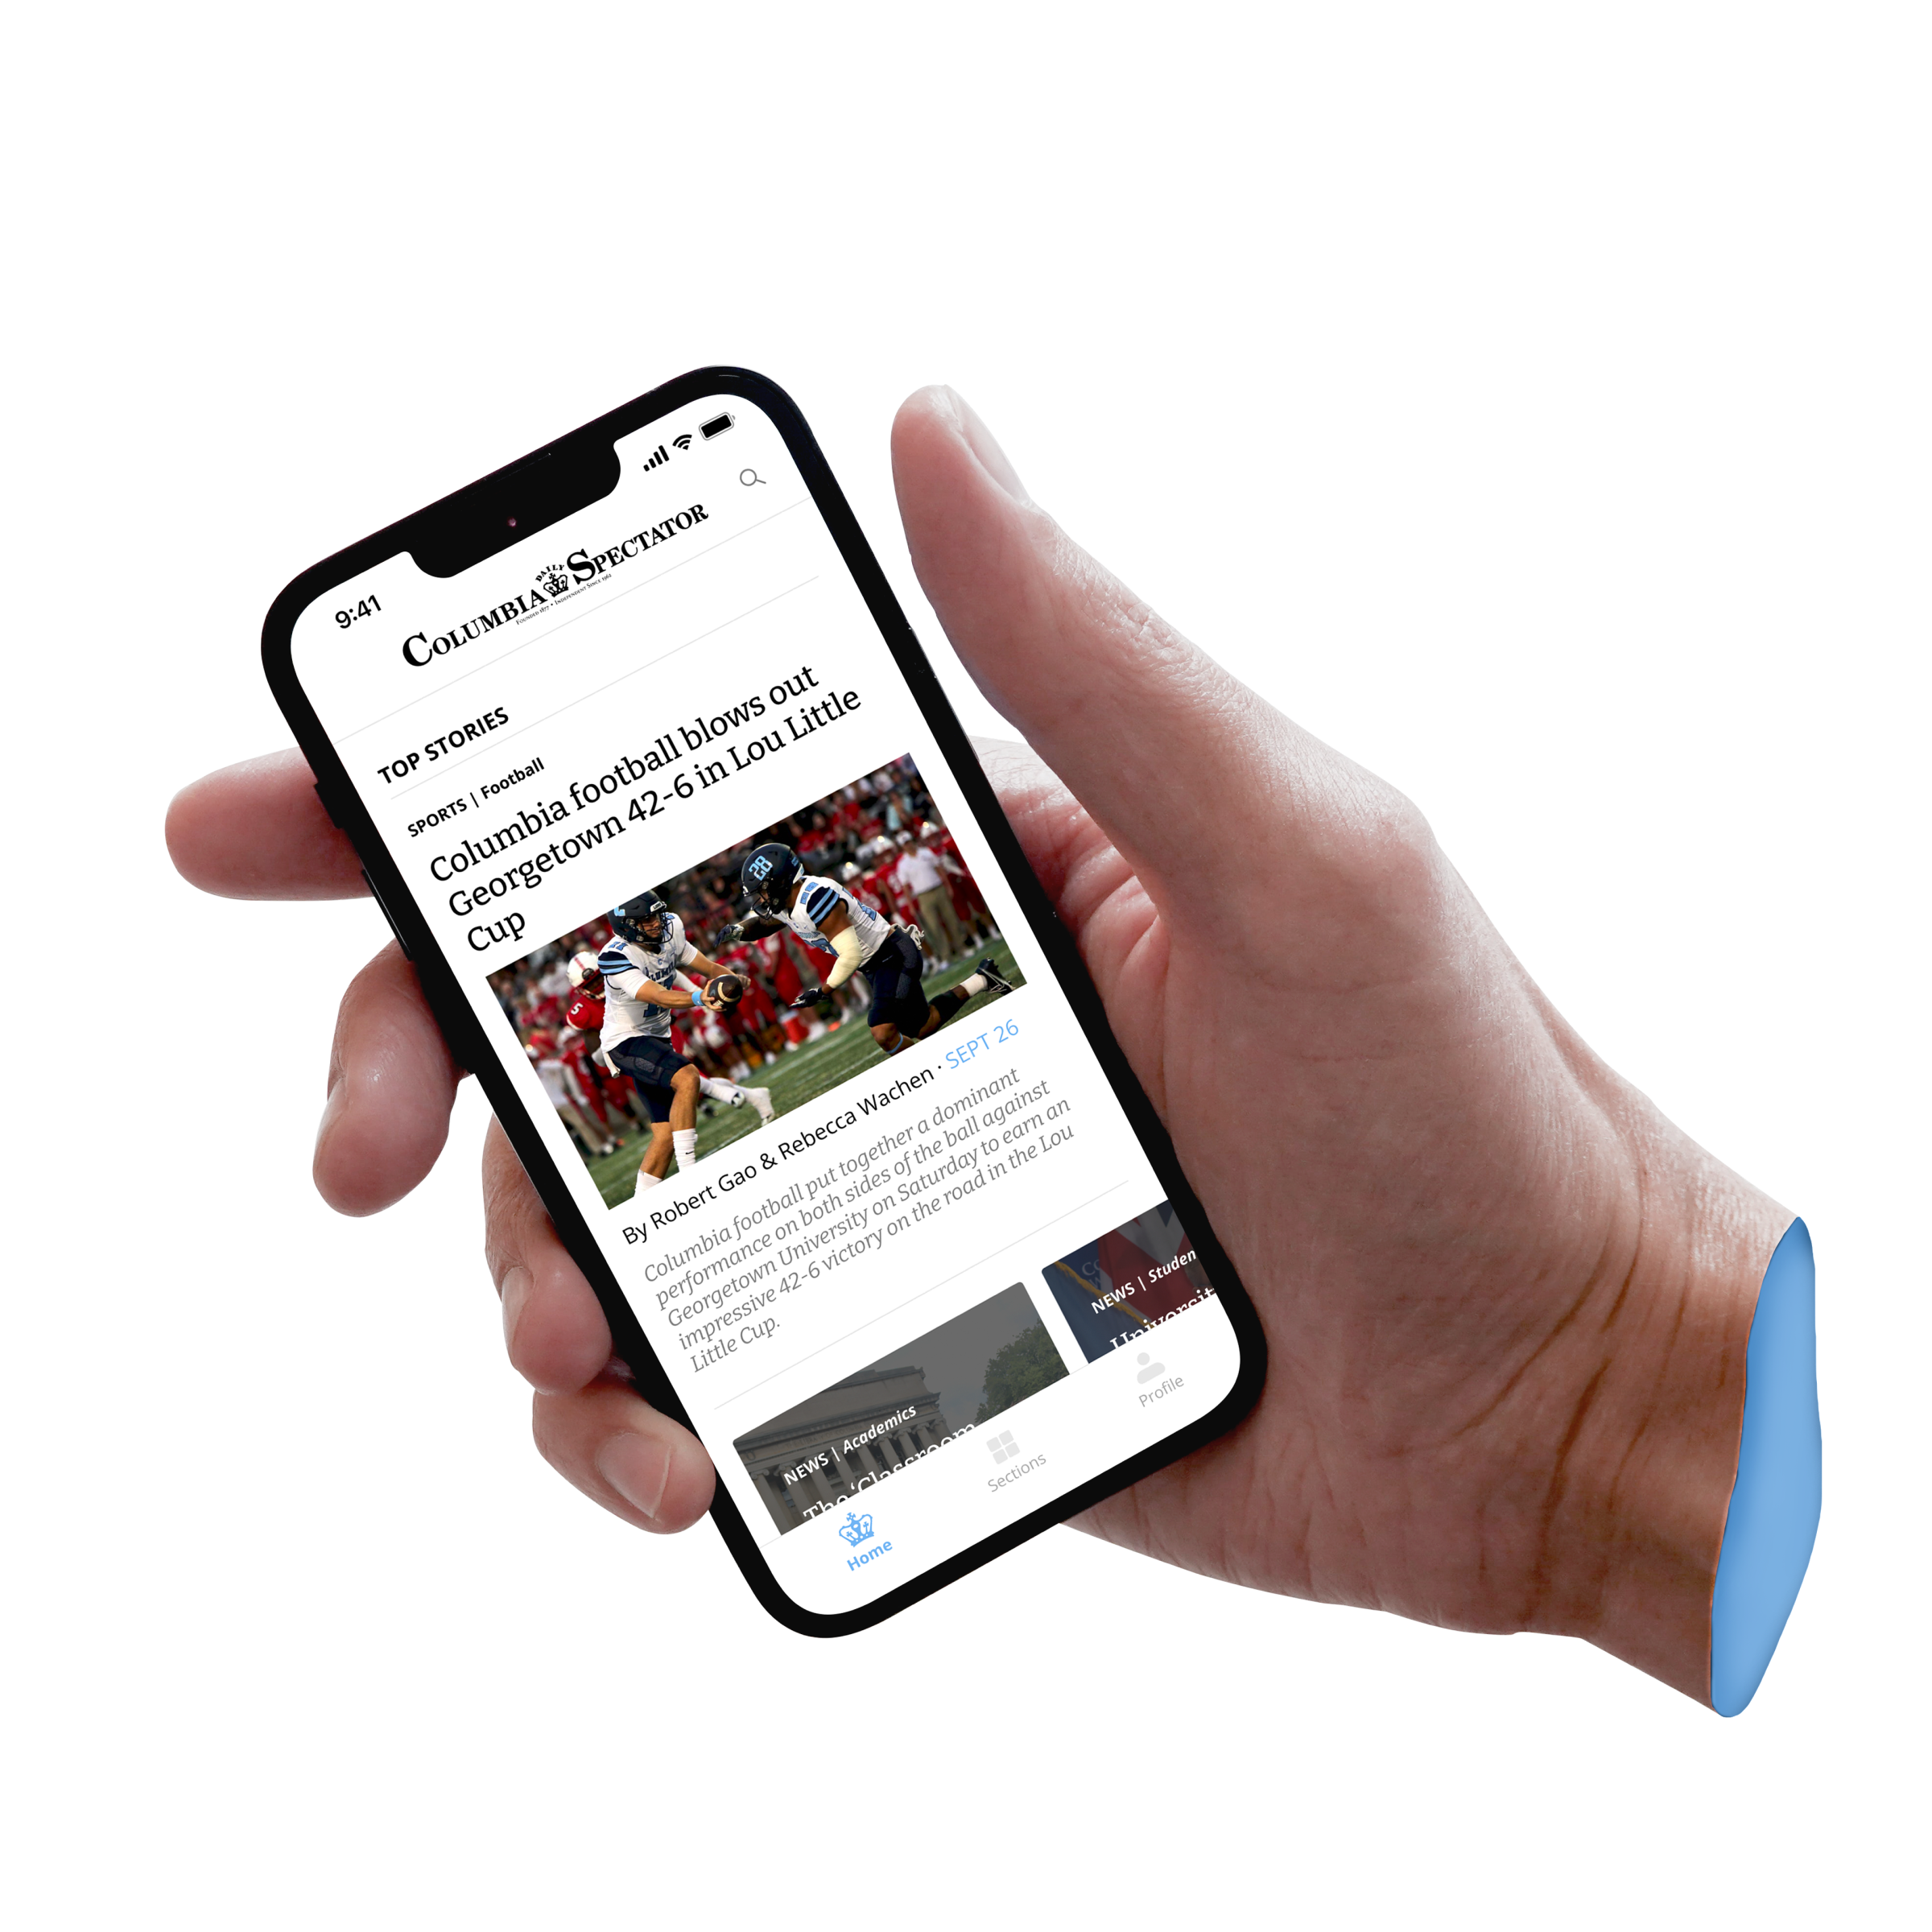 9:41
COLUMBIA DAILY SPECTATOR
FOUNDED 1877 • INDEPENDENT SINCE 1962
TOP STORIES
SPORTS | Football
Columbia football blows out
Georgetown 42-6 in Lou Little
Cup
28
5
By Robert Gao & Rebecca Wachen · SEPT 26
Columbia football put together a dominant
performance on both sides of the ball against
Georgetown University on Saturday to earn an
impressive 42-6 victory on the road in the Lou
Little Cup.
NEWS | Academics
The ‘Classroom
NEWS | Studen
Universit
Home
Sections
Profile